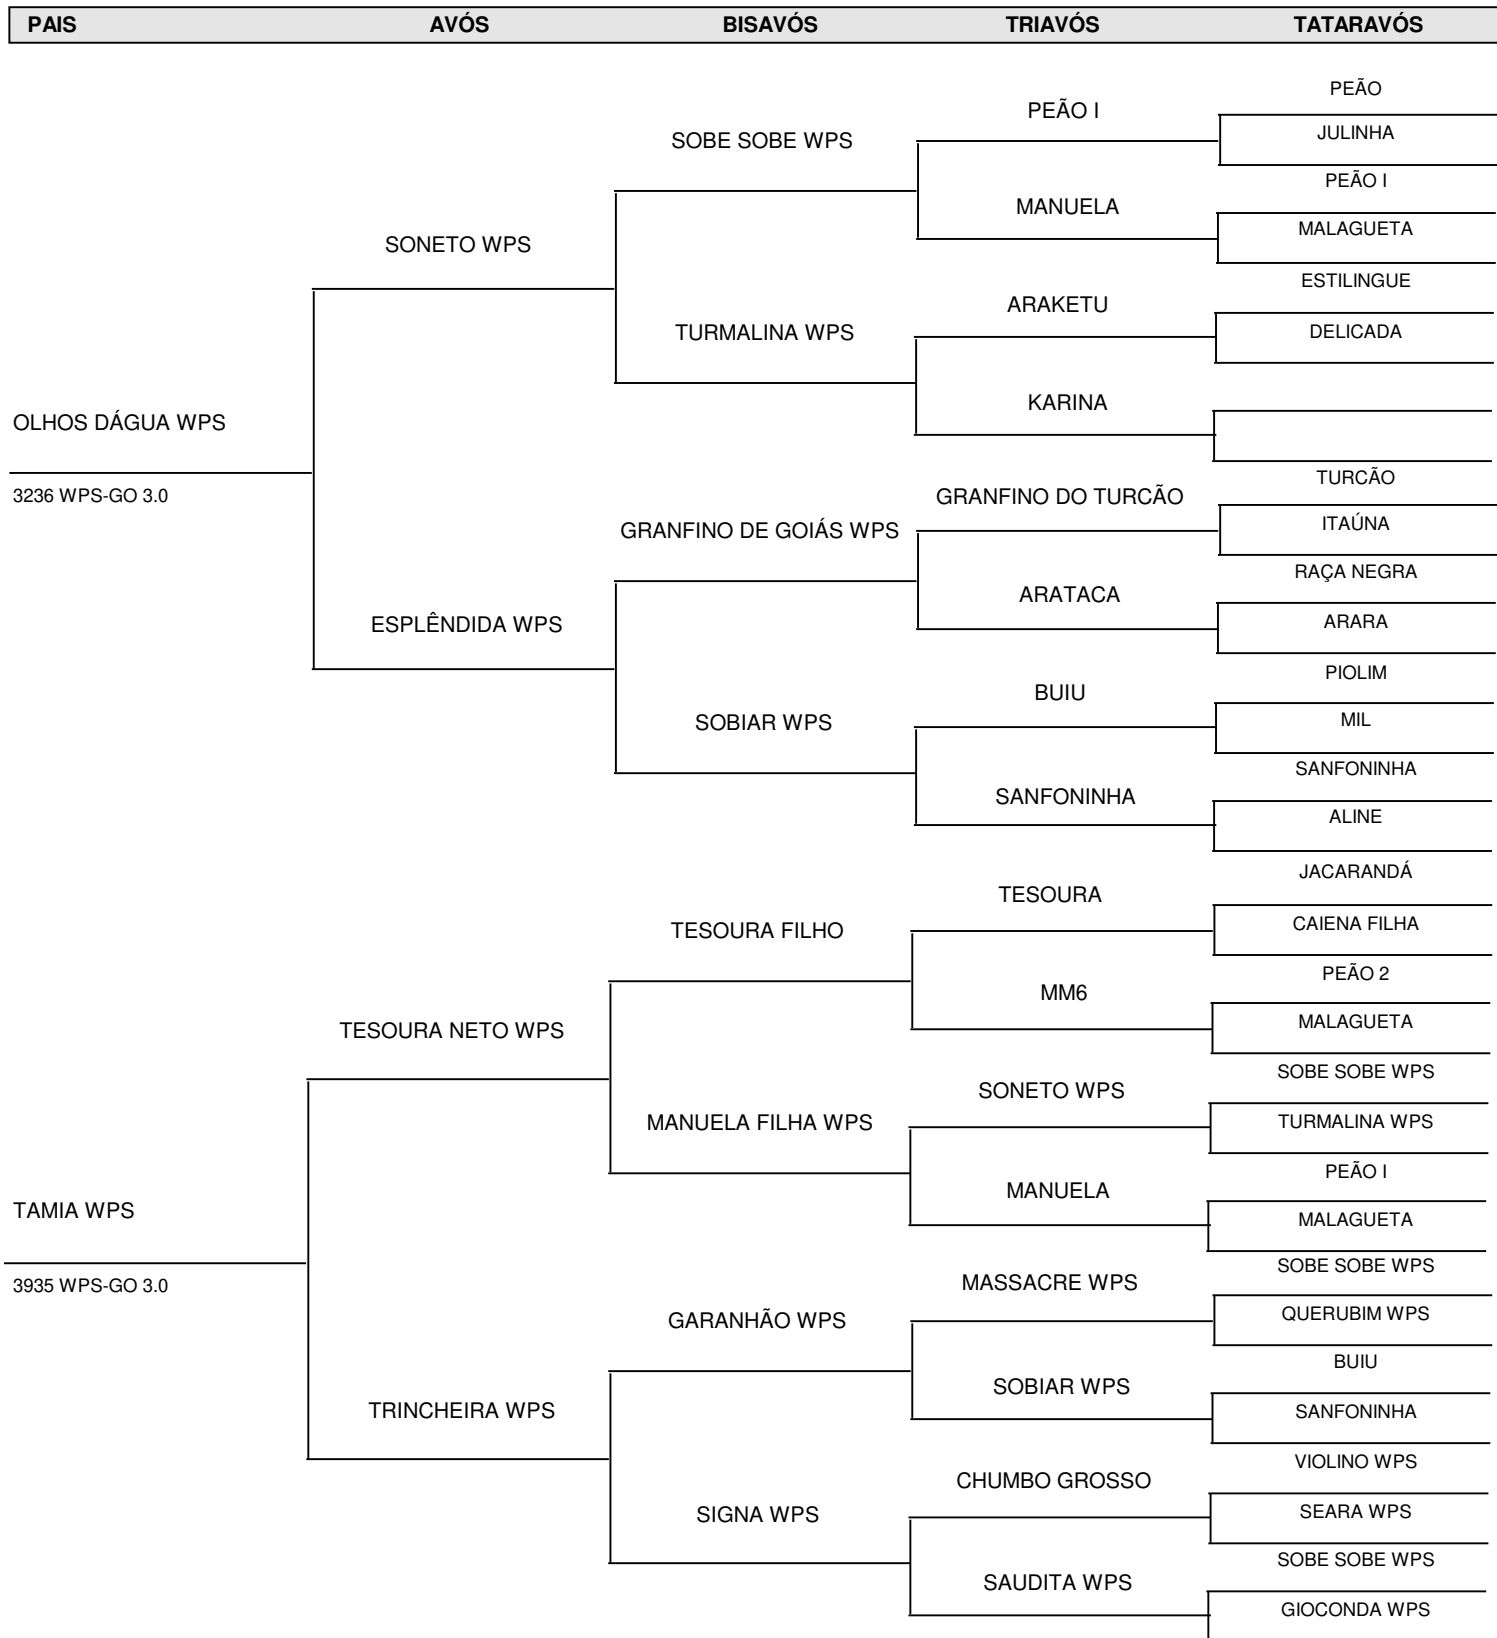 PAIS AVÓS BISAVÓS TRIAVÓS TATARAVÓS
PEÃO
PEÃO I
JULINHA
SOBE SOBE WPS
PEÃO I
MANUELA
MALAGUETA
SONETO WPS
ESTILINGUE
ARAKETU
TURMALINA WPS
DELICADA
KARINA
OLHOS DÁGUA WPS
TURCÃO
3236 WPS-GO 3.0
GRANFINO DO TURCÃO
ITAÚNA
GRANFINO DE GOIÁS WPS
RAÇA NEGRA
ARATACA
ARARA
ESPLÊNDIDA WPS
PIOLIM
BUIU
MIL
SOBIAR WPS
SANFONINHA
SANFONINHA
ALINE
JACARANDÁ
TESOURA
CAIENA FILHA
TESOURA FILHO
PEÃO 2
MM6
MALAGUETA
TESOURA NETO WPS
SOBE SOBE WPS
SONETO WPS
TURMALINA WPS
MANUELA FILHA WPS
PEÃO I
MANUELA
TAMIA WPS
MALAGUETA
SOBE SOBE WPS
3935 WPS-GO 3.0
MASSACRE WPS
QUERUBIM WPS
GARANHÃO WPS
BUIU
SOBIAR WPS
TRINCHEIRA WPS
SANFONINHA
VIOLINO WPS
CHUMBO GROSSO
SEARA WPS
SIGNA WPS
SOBE SOBE WPS
SAUDITA WPS
GIOCONDA WPS